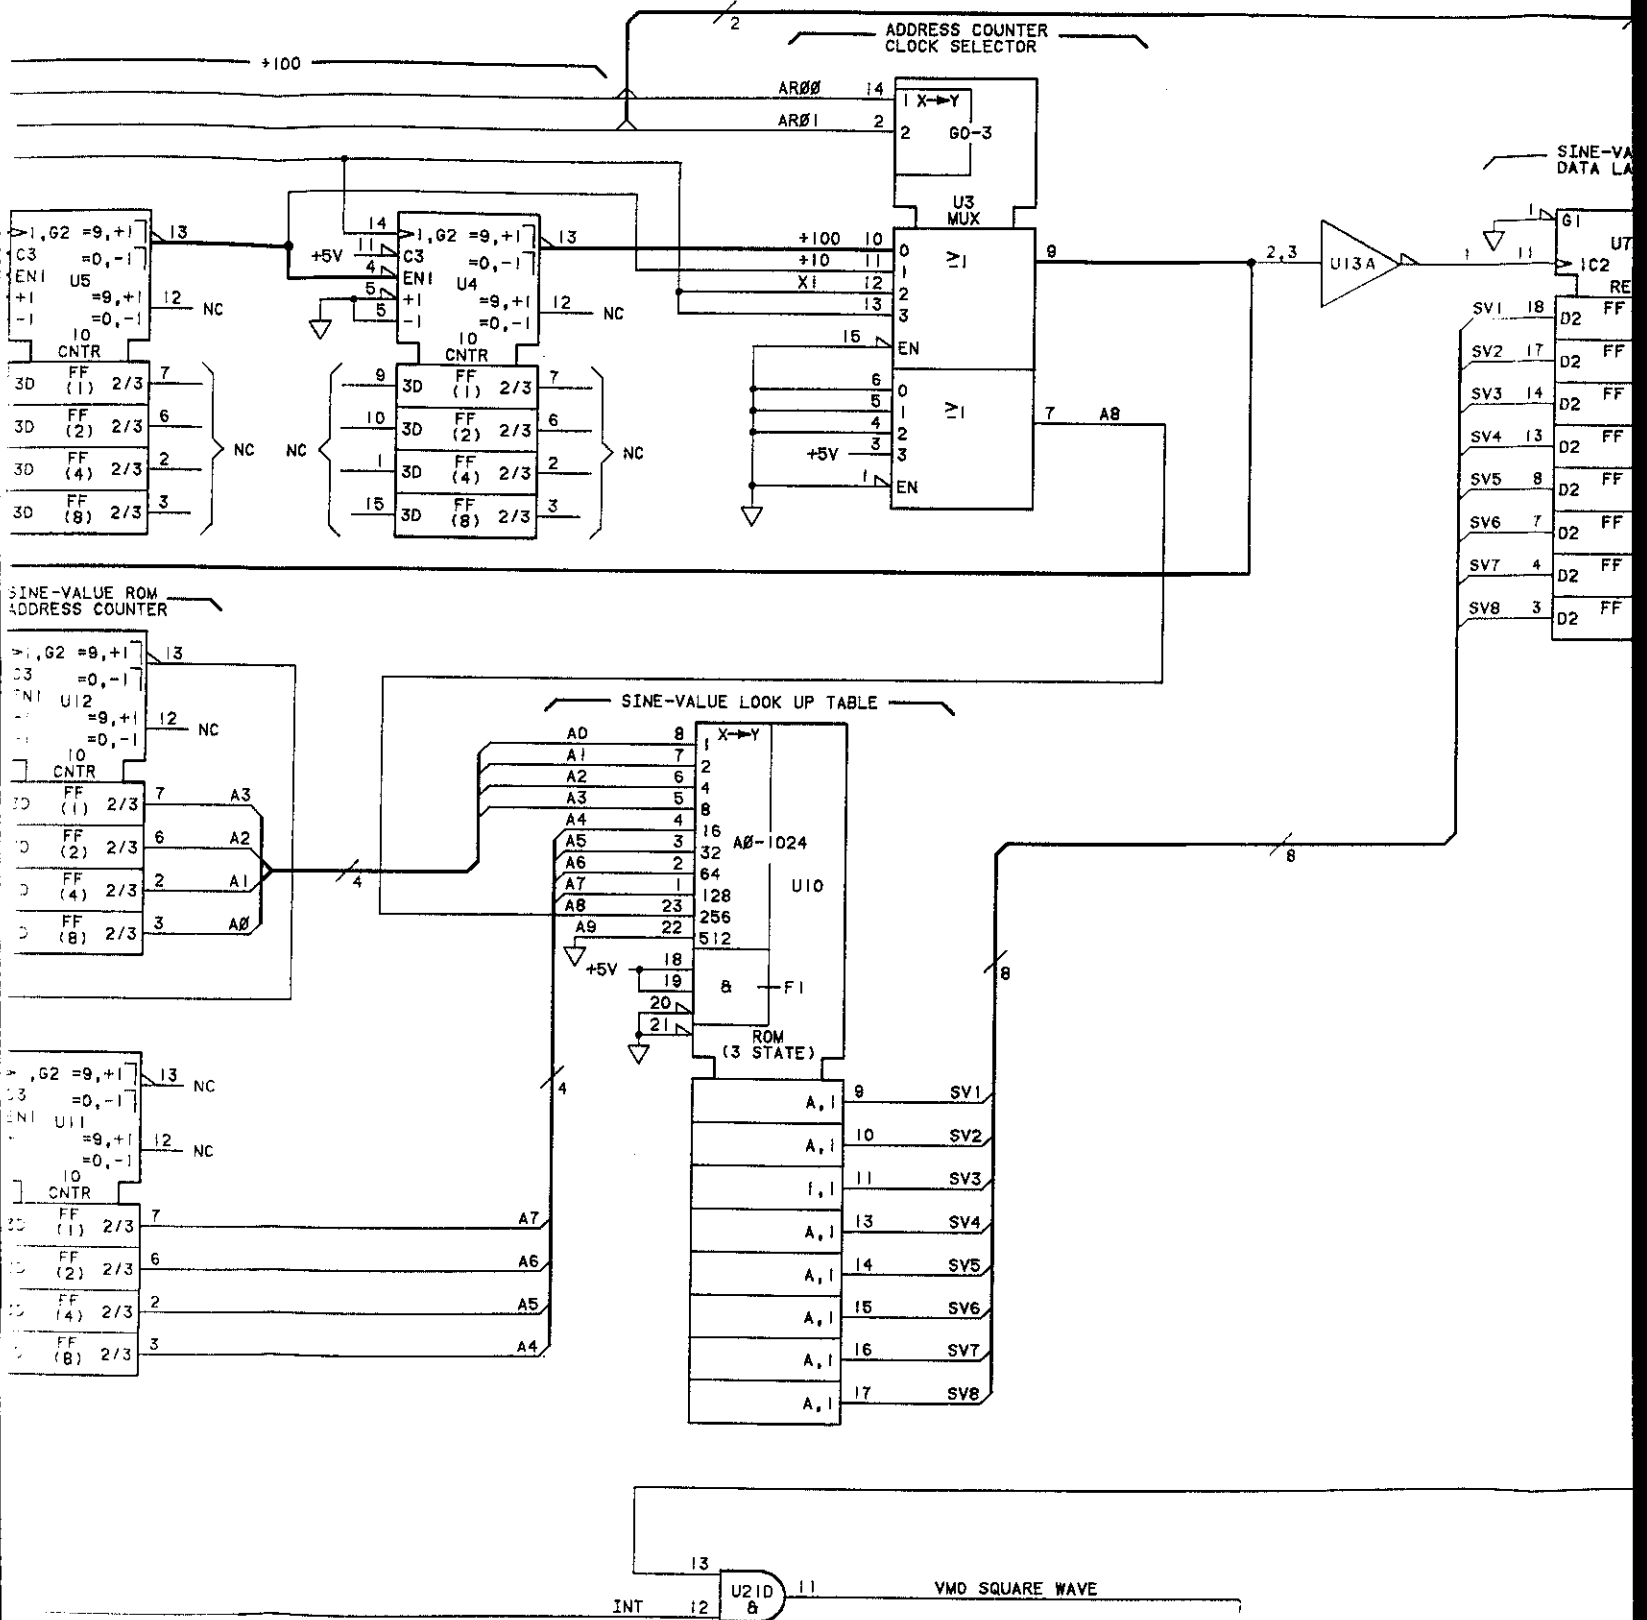 2
ADDRESS COUNTER
CLOCK SELECTOR
+100
ARØØ 14
1 X→Y
ARØ1 2
2 GO-3
SINE-VA
DATA LA
U3
MUX
>1,G2 =9,+1 13
C3 =0,-1
EN1 U5
+1 =9,+1 12 NC
-1 =0,-1
10
CNTR
3D FF (1) 2/3 7
3D FF (2) 2/3 6
3D FF (4) 2/3 2
3D FF (8) 2/3 3
NC
14 >1,G2 =9,+1 13
+5V 11 C3 =0,-1
4 EN1 U4
5 +1 =9,+1 12 NC
5 -1 =0,-1
10
CNTR
9 3D FF (1) 2/3 7
10 3D FF (2) 2/3 6
1 3D FF (4) 2/3 2
15 3D FF (8) 2/3 3
NC
NC
+100 10 0 ≥1 9
+10 11 1
X1 12 2
13 3
15 EN
6 0
5 1 ≥1 7 A8
4 2
+5V 3 3
1 EN
2,3 U13A 1 11
1 G1
U7
1C2
RE
SV1 18 D2 FF
SV2 17 D2 FF
SV3 14 D2 FF
SV4 13 D2 FF
SV5 8 D2 FF
SV6 7 D2 FF
SV7 4 D2 FF
SV8 3 D2 FF
SINE-VALUE ROM
ADDRESS COUNTER
,G2 =9,+1 13
=0,-1
U12
=9,+1 12 NC
=0,-1
10
CNTR
FF (1) 2/3 7 A3
FF (2) 2/3 6 A2
FF (4) 2/3 2 A1
FF (8) 2/3 3 AØ
4
SINE-VALUE LOOK UP TABLE
X→Y
A0 8 1
A1 7 2
A2 6 4
A3 5 8
A4 4 16
A5 3 32
A6 2 64
A7 1 128
A8 23 256
A9 22 512
AØ-1024
U10
+5V 18
19
& F1
20
21
ROM
(3 STATE)
8
8
4
,G2 =9,+1 13 NC
=0,-1
U11
=9,+1 12 NC
=0,-1
10
CNTR
FF (1) 2/3 7 A7
FF (2) 2/3 6 A6
FF (4) 2/3 2 A5
FF (8) 2/3 3 A4
A,1 9 SV1
A,1 10 SV2
1,1 11 SV3
A,1 13 SV4
A,1 14 SV5
A,1 15 SV6
A,1 16 SV7
A,1 17 SV8
13
U21D 11 VMD SQUARE WAVE
INT 12 &